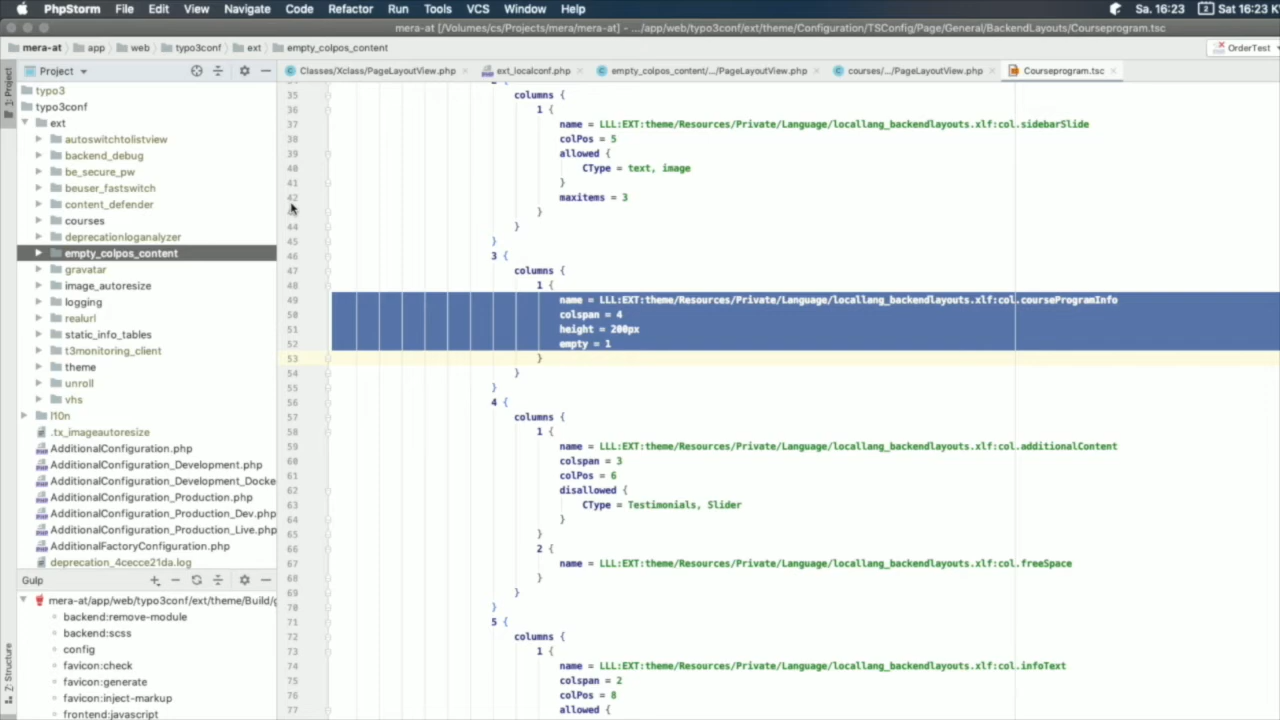 PhpStorm File Edit View Navigate Code Refactor Run Tools VCS Window Help Sa. 16:23 Sat 16:23
mera-at [/Volumes/cs/Projects/mera/mera-at] – .../app/web/typo3conf/ext/theme/Configuration/TSConfig/Page/General/BackendLayouts/Courseprogram.tsc
mera-at app web typo3conf ext empty_colpos_content OrderTest
Project Classes/Xclass/PageLayoutView.php ext_localconf.php empty_colpos_content/.../PageLayoutView.php courses/.../PageLayoutView.php Courseprogram.tsc
1: Project
typo3
typo3conf
ext
autoswitchtolistview
backend_debug
be_secure_pw
beuser_fastswitch
content_defender
courses
deprecationloganalyzer
empty_colpos_content
gravatar
image_autoresize
logging
realurl
static_info_tables
t3monitoring_client
theme
unroll
vhs
l10n
.tx_imageautoresize
AdditionalConfiguration.php
AdditionalConfiguration_Development.php
AdditionalConfiguration_Development_Docke
AdditionalConfiguration_Production.php
AdditionalConfiguration_Production_Dev.php
AdditionalConfiguration_Production_Live.php
AdditionalFactoryConfiguration.php
deprecation_4cecce21da.log
Gulp
mera-at/app/web/typo3conf/ext/theme/Build/g
backend:remove-module
backend:scss
config
favicon:check
favicon:generate
favicon:inject-markup
frontend:javascript
Z: Structure
35 columns {
36 1 {
37 name = LLL:EXT:theme/Resources/Private/Language/locallang_backendlayouts.xlf:col.sidebarSlide
38 colPos = 5
39 allowed {
40 CType = text, image
41 }
42 maxitems = 3
}
44 }
45 }
46 3 {
47 columns {
48 1 {
49 name = LLL:EXT:theme/Resources/Private/Language/locallang_backendlayouts.xlf:col.courseProgramInfo
50 colspan = 4
51 height = 200px
52 empty = 1
53 }
54 }
55 }
56 4 {
57 columns {
58 1 {
59 name = LLL:EXT:theme/Resources/Private/Language/locallang_backendlayouts.xlf:col.additionalContent
60 colspan = 3
61 colPos = 6
62 disallowed {
63 CType = Testimonials, Slider
64 }
65 }
66 2 {
67 name = LLL:EXT:theme/Resources/Private/Language/locallang_backendlayouts.xlf:col.freeSpace
68 }
69 }
70 }
71 5 {
72 columns {
73 1 {
74 name = LLL:EXT:theme/Resources/Private/Language/locallang_backendlayouts.xlf:col.infoText
75 colspan = 2
76 colPos = 8
77 allowed {